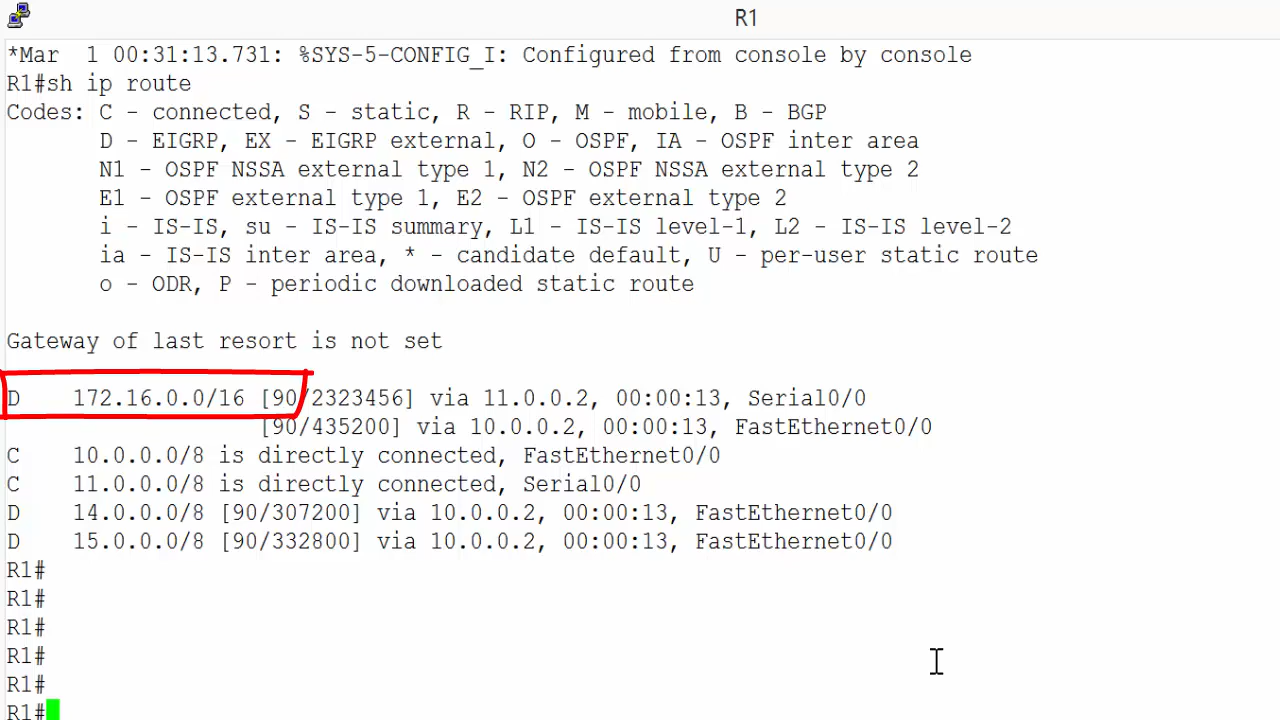 R1
*Mar  1 00:31:13.731: %SYS-5-CONFIG_I: Configured from console by console
R1#sh ip route
Codes: C - connected, S - static, R - RIP, M - mobile, B - BGP
       D - EIGRP, EX - EIGRP external, O - OSPF, IA - OSPF inter area
       N1 - OSPF NSSA external type 1, N2 - OSPF NSSA external type 2
       E1 - OSPF external type 1, E2 - OSPF external type 2
       i - IS-IS, su - IS-IS summary, L1 - IS-IS level-1, L2 - IS-IS level-2
       ia - IS-IS inter area, * - candidate default, U - per-user static route
       o - ODR, P - periodic downloaded static route
Gateway of last resort is not set
D    172.16.0.0/16 [90/2323456] via 11.0.0.2, 00:00:13, Serial0/0
                   [90/435200] via 10.0.0.2, 00:00:13, FastEthernet0/0
C    10.0.0.0/8 is directly connected, FastEthernet0/0
C    11.0.0.0/8 is directly connected, Serial0/0
D    14.0.0.0/8 [90/307200] via 10.0.0.2, 00:00:13, FastEthernet0/0
D    15.0.0.0/8 [90/332800] via 10.0.0.2, 00:00:13, FastEthernet0/0
R1#
R1#
R1#
R1#
R1#
R1#